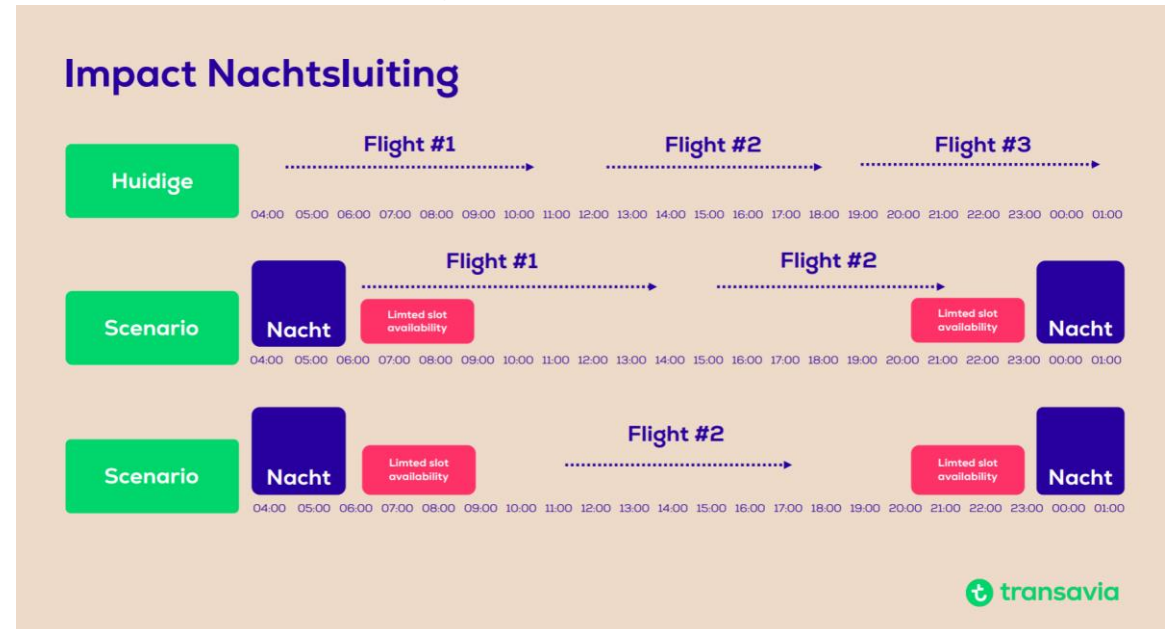 Impact Nachtsluiting
Flight #1 Flight #2 Flight #3
Huidige
04:00 05:00 06:00 07:00 08:00 09:00 10:00 11:00 12:00 13:00 14:00 15:00 16:00 17:00 18:00 19:00 20:00 21:00 22:00 23:00 00:00 01:00
Flight #1 Flight #2
Scenario
Nacht
Limted slot
availability
Limted slot
availability
Nacht
04:00 05:00 06:00 07:00 08:00 09:00 10:00 11:00 12:00 13:00 14:00 15:00 16:00 17:00 18:00 19:00 20:00 21:00 22:00 23:00 00:00 01:00
Flight #2
Scenario
Nacht
Limted slot
availability
Limted slot
availability
Nacht
04:00 05:00 06:00 07:00 08:00 09:00 10:00 11:00 12:00 13:00 14:00 15:00 16:00 17:00 18:00 19:00 20:00 21:00 22:00 23:00 00:00 01:00
transavia